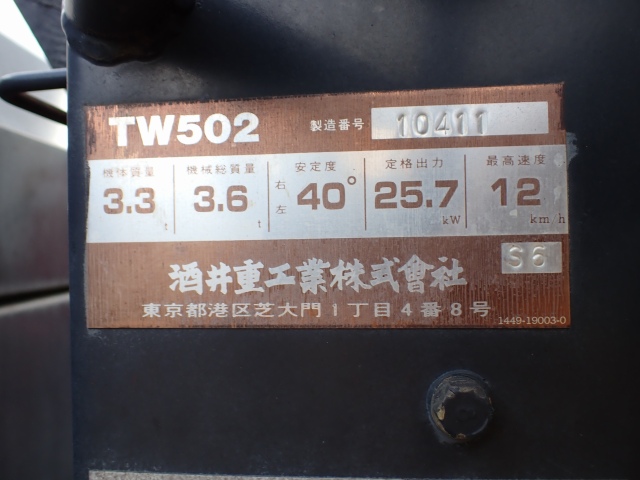 TW502 製造番号 10411
機体質量 機械総質量 安定度 定格出力 最高速度
3.3 t 3.6 t 右 左 40° 25.7 kW 12 km h
S6
酒井重工業株式會社
東京都港区芝大門1丁目4番8号
1449-19003-0